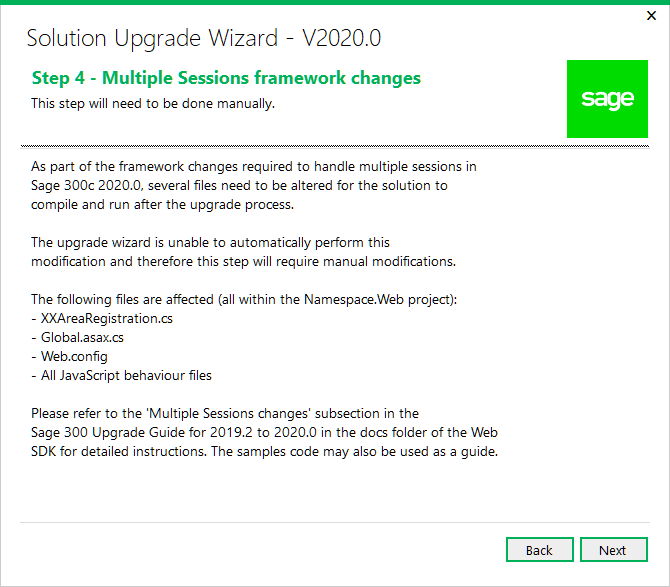 Solution Upgrade Wizard - V2020.0
Step 4 - Multiple Sessions framework changes
This step will need to be done manually.
sage
As part of the framework changes required to handle multiple sessions in
Sage 300c 2020.0, several files need to be altered for the solution to
compile and run after the upgrade process.
The upgrade wizard is unable to automatically perform this
modification and therefore this step will require manual modifications.
The following files are affected (all within the Namespace.Web project):
- XXAreaRegistration.cs
- Global.asax.cs
- Web.config
- All JavaScript behaviour files
Please refer to the 'Multiple Sessions changes' subsection in the
Sage 300 Upgrade Guide for 2019.2 to 2020.0 in the docs folder of the Web
SDK for detailed instructions. The samples code may also be used as a guide.
Back
Next